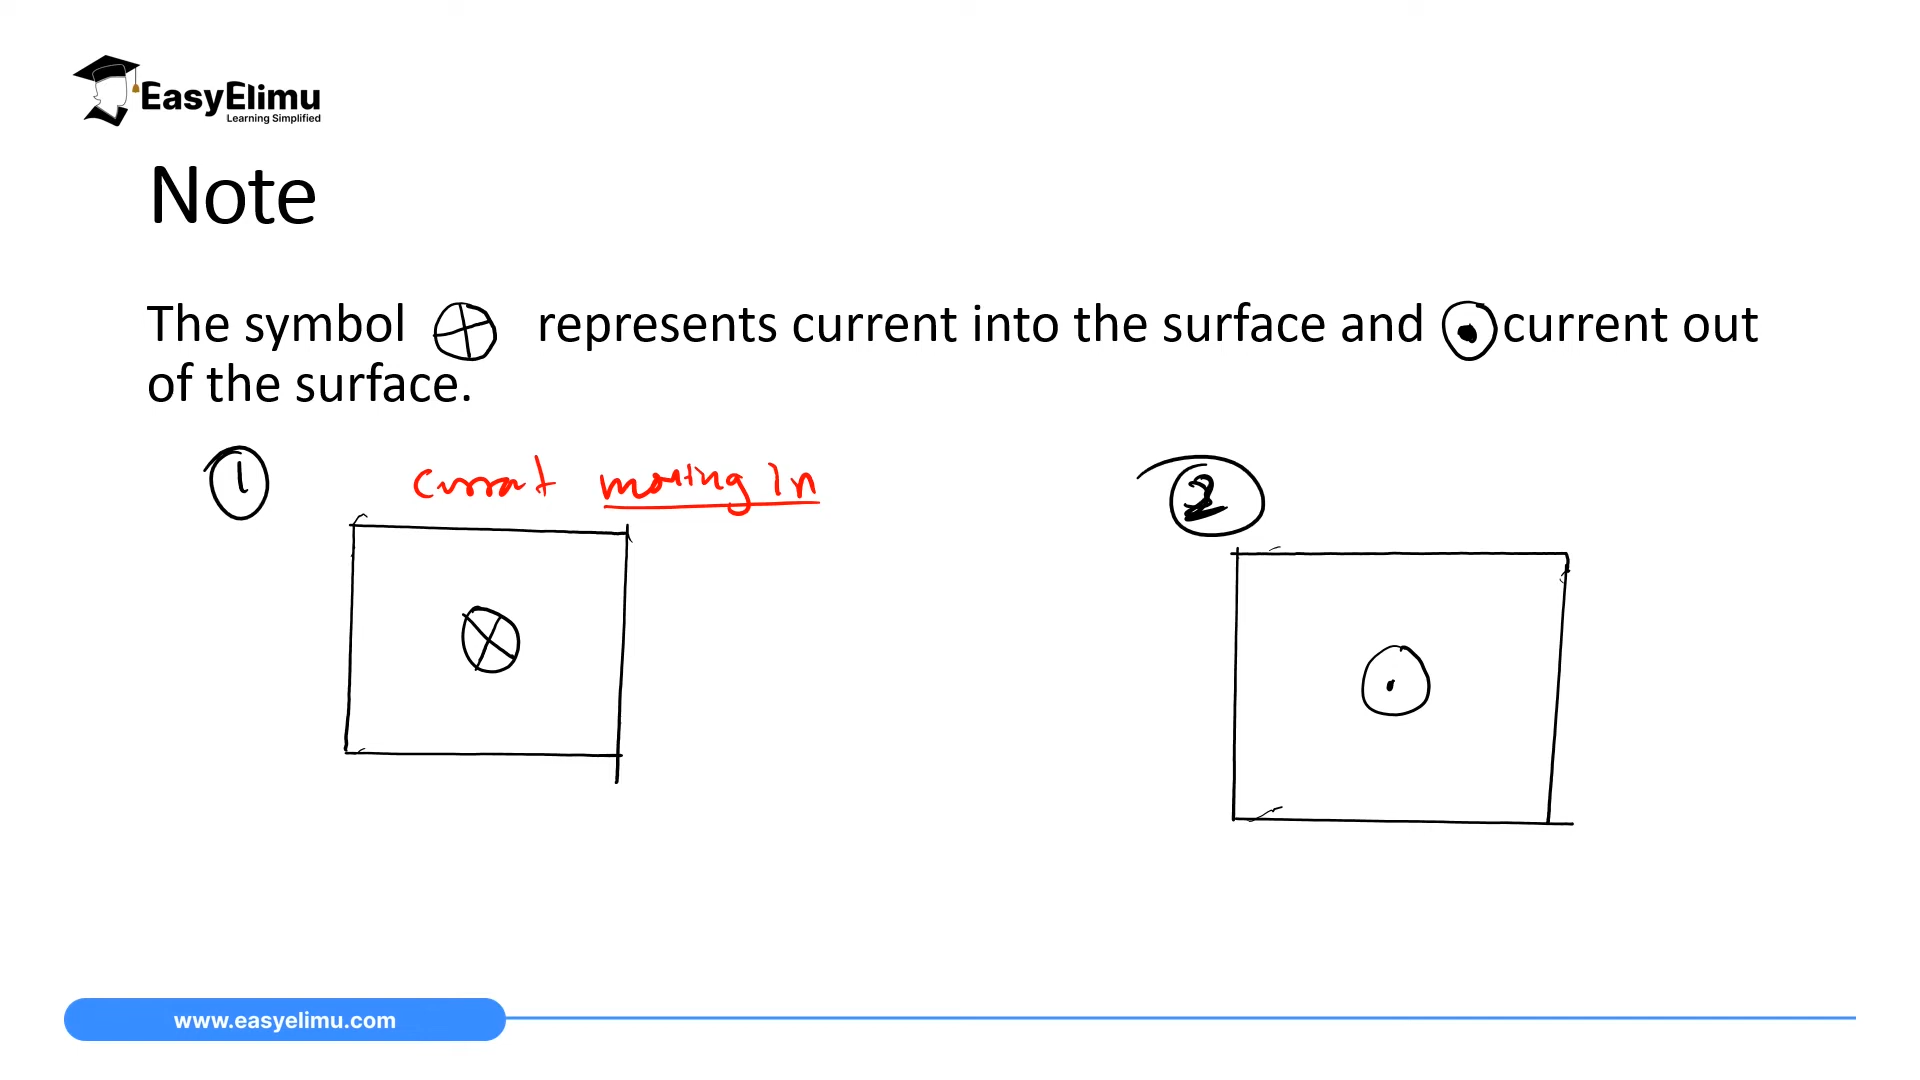 EasyElimu
Learning Simplified
Note
The symbol represents current into the surface and current out
of the surface.
1
current moving in
2
www.easyelimu.com